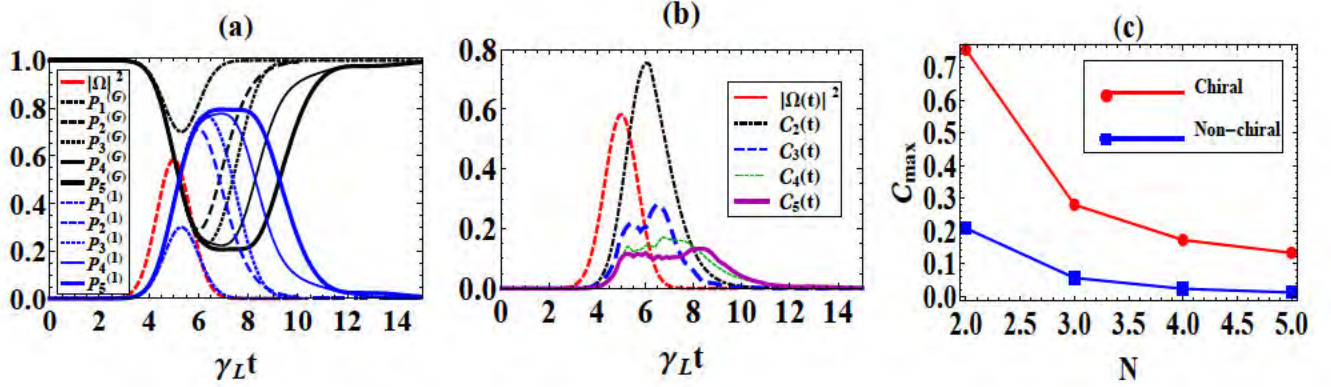 (a)
1.0
0.8
0.6
0.4
0.2
0.0
|Ω|²
P₁⁽ᴳ⁾
P₂⁽ᴳ⁾
P₃⁽ᴳ⁾
P₄⁽ᴳ⁾
P₅⁽ᴳ⁾
P₁⁽¹⁾
P₂⁽¹⁾
P₃⁽¹⁾
P₄⁽¹⁾
P₅⁽¹⁾
0 2 4 6 8 10 12 14
γ_L t
(b)
0.8
0.6
0.4
0.2
0.0
|Ω(t)|²
C₂(t)
C₃(t)
C₄(t)
C₅(t)
0 2 4 6 8 10 12 14
γ_L t
(c)
C_max
0.7
0.6
0.5
0.4
0.3
0.2
0.1
0.0
Chiral
Non-chiral
2.0 2.5 3.0 3.5 4.0 4.5 5.0
N